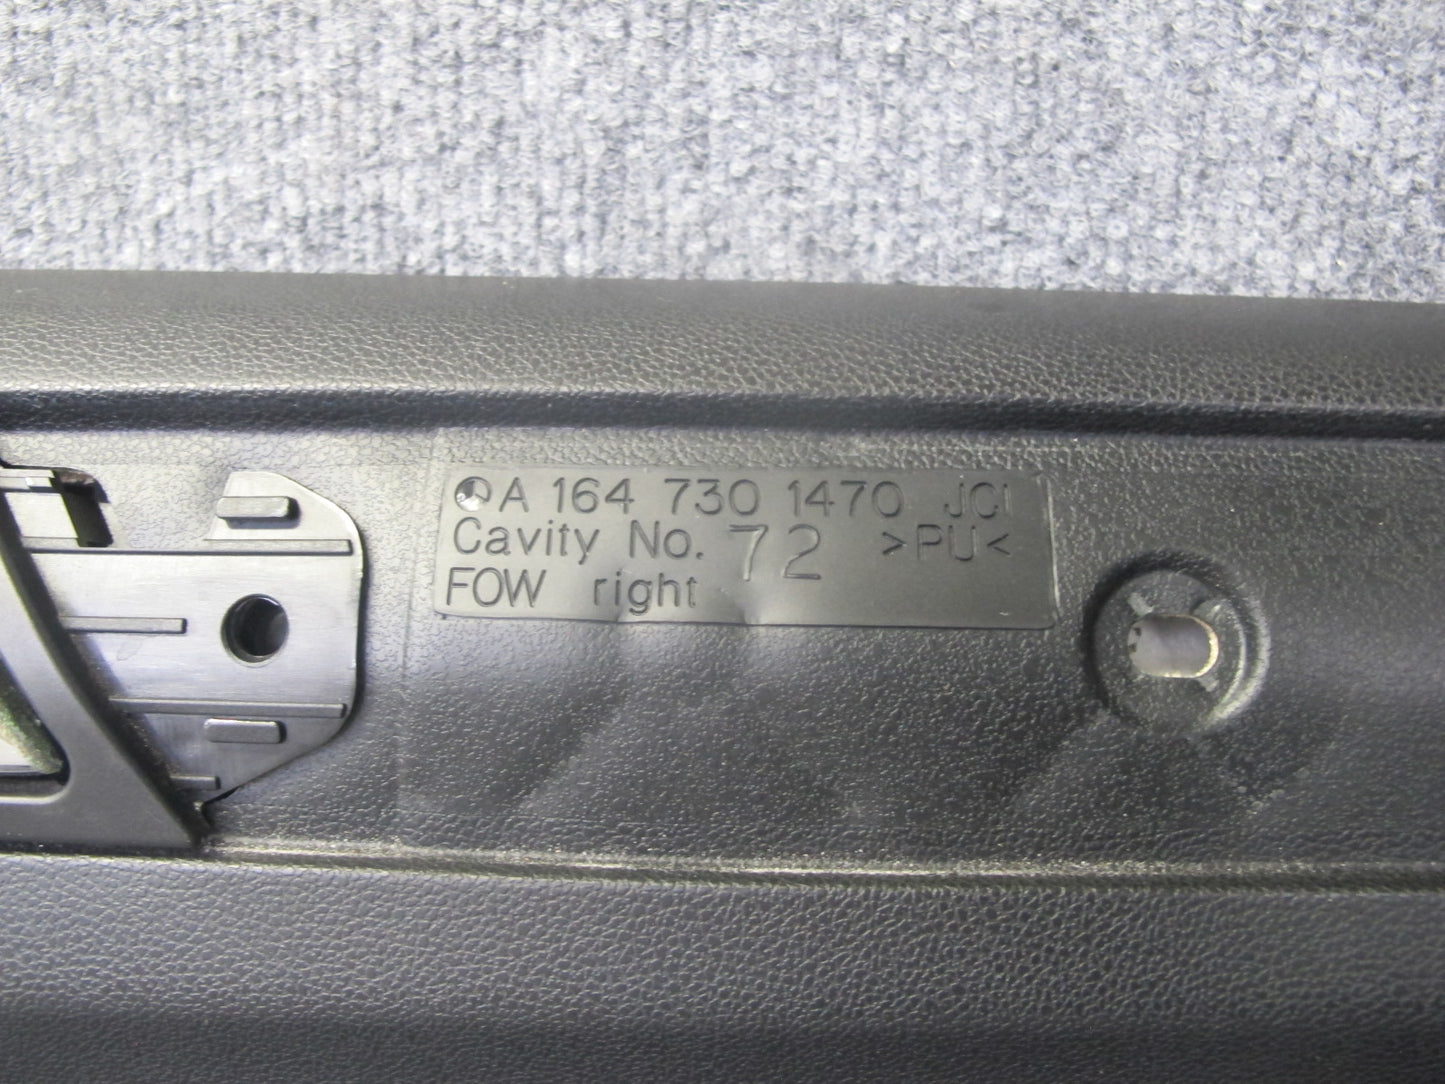 A 164 730 1470 JCI
Cavity No. 72 >PU<
FOW right